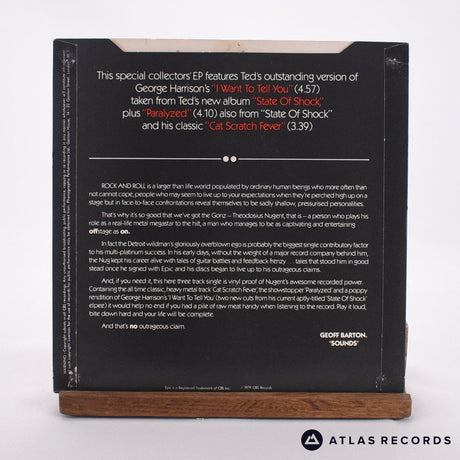 This special collectors' EP features Ted's outstanding version of
George Harrison's "I Want To Tell You" (4.57)
taken from Ted's new album "State Of Shock,"
plus "Paralyzed" (4.10) also from "State Of Shock"
and his classic "Cat Scratch Fever" (3.39)
ROCK AND ROLL is a larger than life world populated by ordinary human beings who more often than
not cannot cope, people who may seem to live up to your expectations when they're perched high up on a
stage but in face-to-face confrontations reveal themselves to be sadly shallow, pressurised personalities.
That's why it's so good that we've got the Gonz – Theodosius Nugent, that is – a person who plays his
role as a real-life metal megastar to the hilt, a man who manages to be as captivating and entertaining
offstage as on.
In fact the Detroit wildman's gloriously overblown ego is probably the biggest single contributory factor
to his multi-platinum success. In his early days, without the weight of a major record company behind him,
the Nug kept his career alive with tales of guitar battles and feedback frenzy . . . tales that stood him in good
stead once he signed with Epic and his discs began to live up to his outrageous claims.
And, if you need it, this here three track single is vinyl proof of Nugent's awesome recorded power.
Containing the all time classic, heavy metal track 'Cat Scratch Fever', the showstopper 'Paralyzed' and a poppy
rendition of George Harrison's 'I Want To Tell You' (two new cuts from his current aptly-titled 'State Of Shock'
elpee) it would help no end if you had a pile of raw meat handy when listening to the record. Play it loud,
bite down hard and your life will be complete.
And that's no outrageous claim.
GEOFF BARTON.
"SOUNDS"
Epic is a Registered Trademark of CBS Inc. ℗ 1979 CBS Records
ATLAS RECORDS